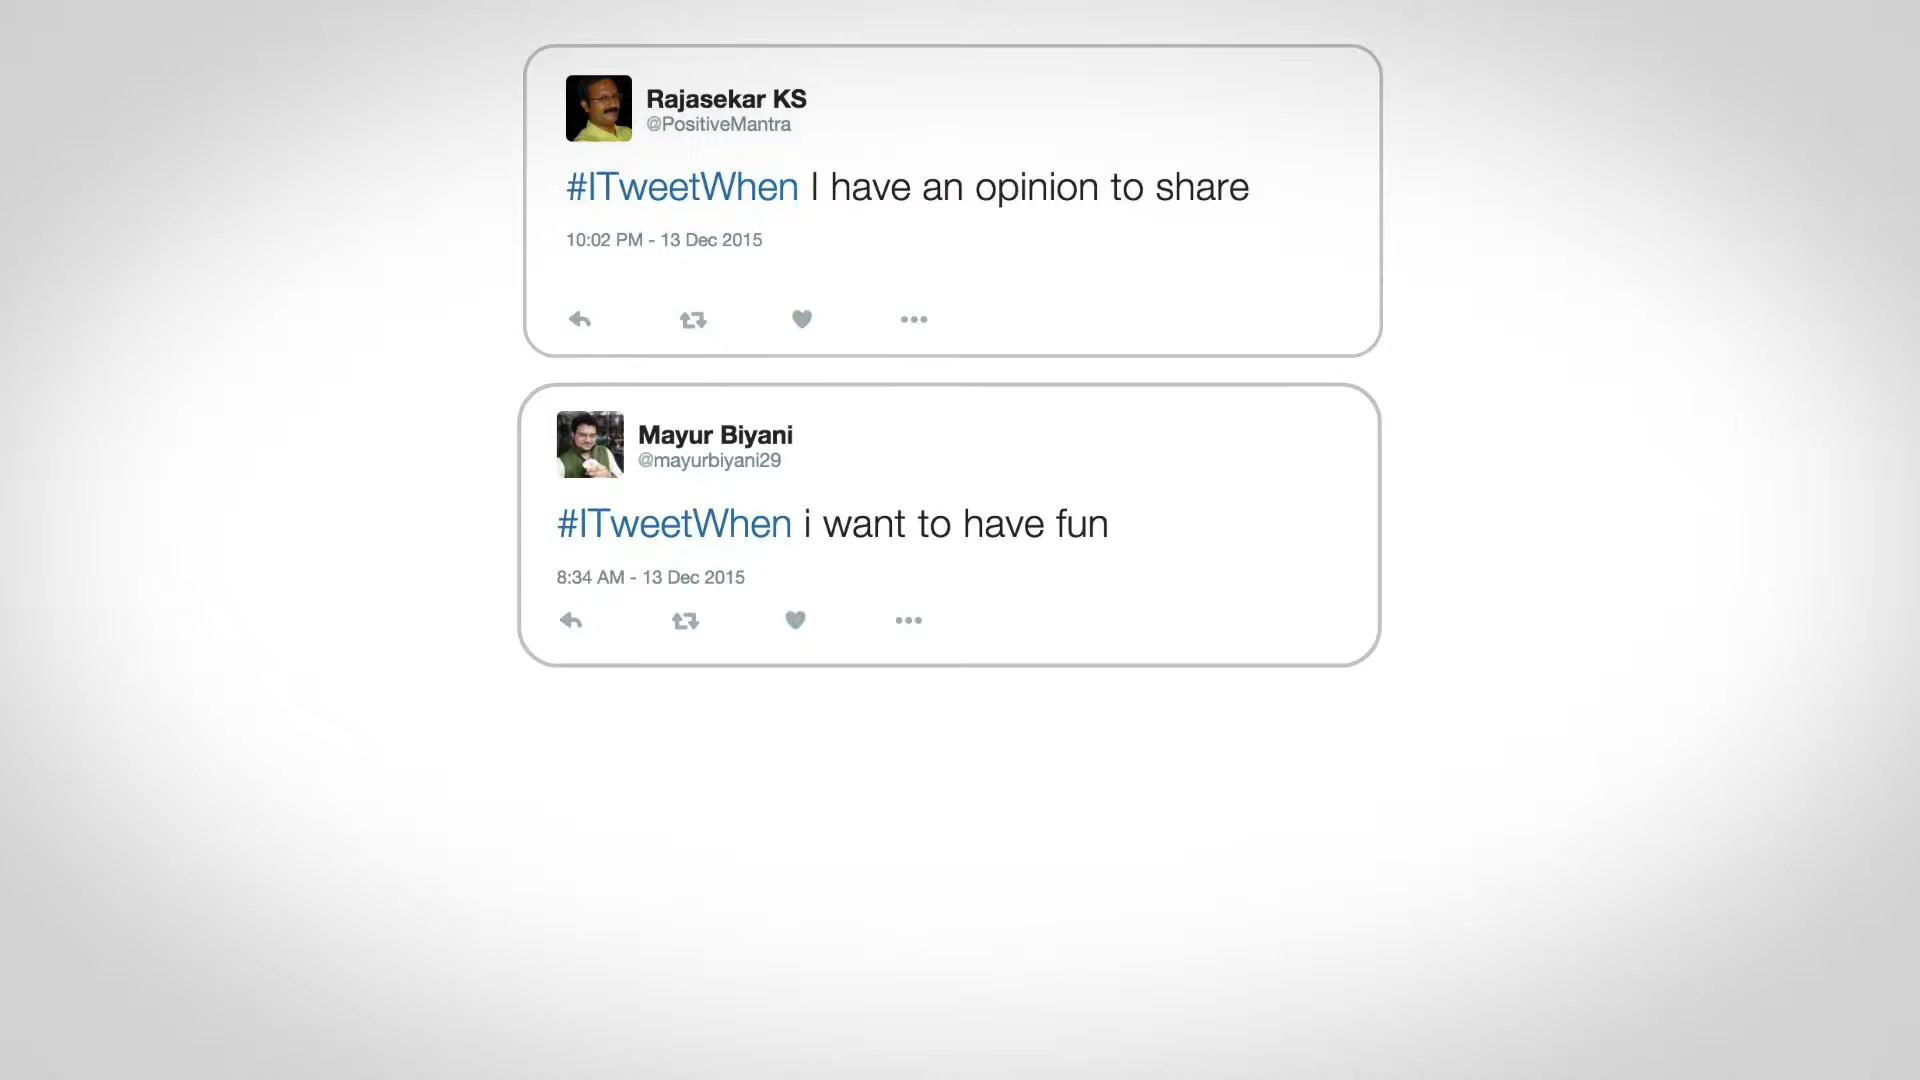 Rajasekar KS
@PositiveMantra
#ITweetWhen I have an opinion to share
10:02 PM - 13 Dec 2015
Mayur Biyani
@mayurbiyani29
#ITweetWhen i want to have fun
8:34 AM - 13 Dec 2015